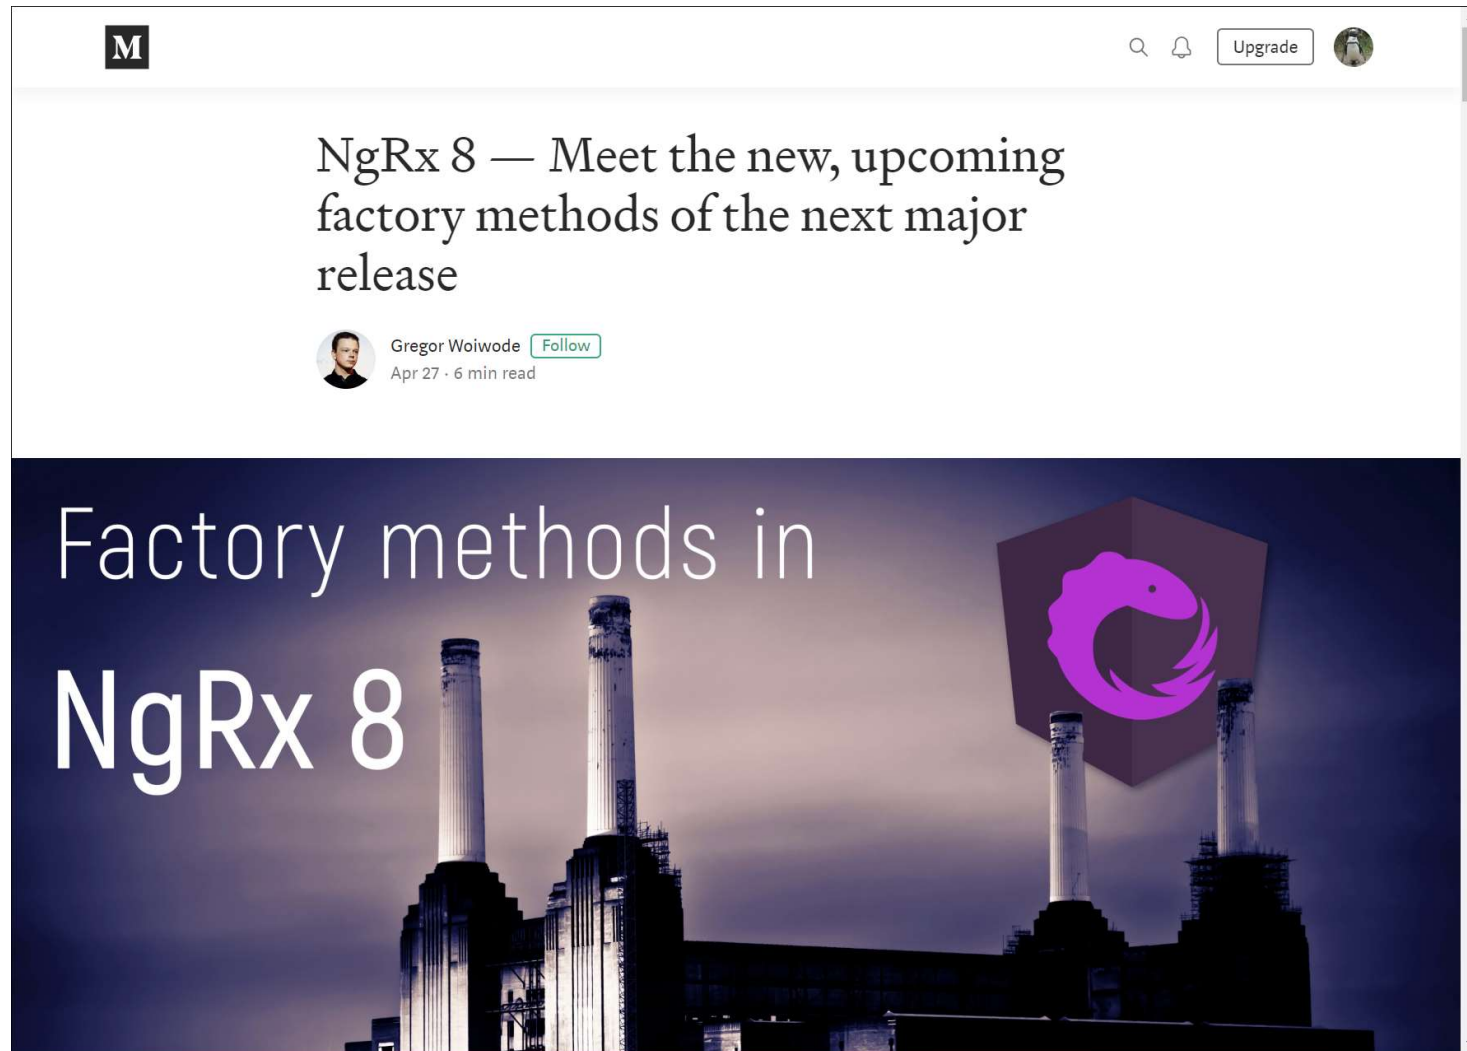 M
Upgrade
NgRx 8 — Meet the new, upcoming
factory methods of the next major
release
Gregor Woiwode Follow
Apr 27 · 6 min read
Factory methods in
NgRx 8